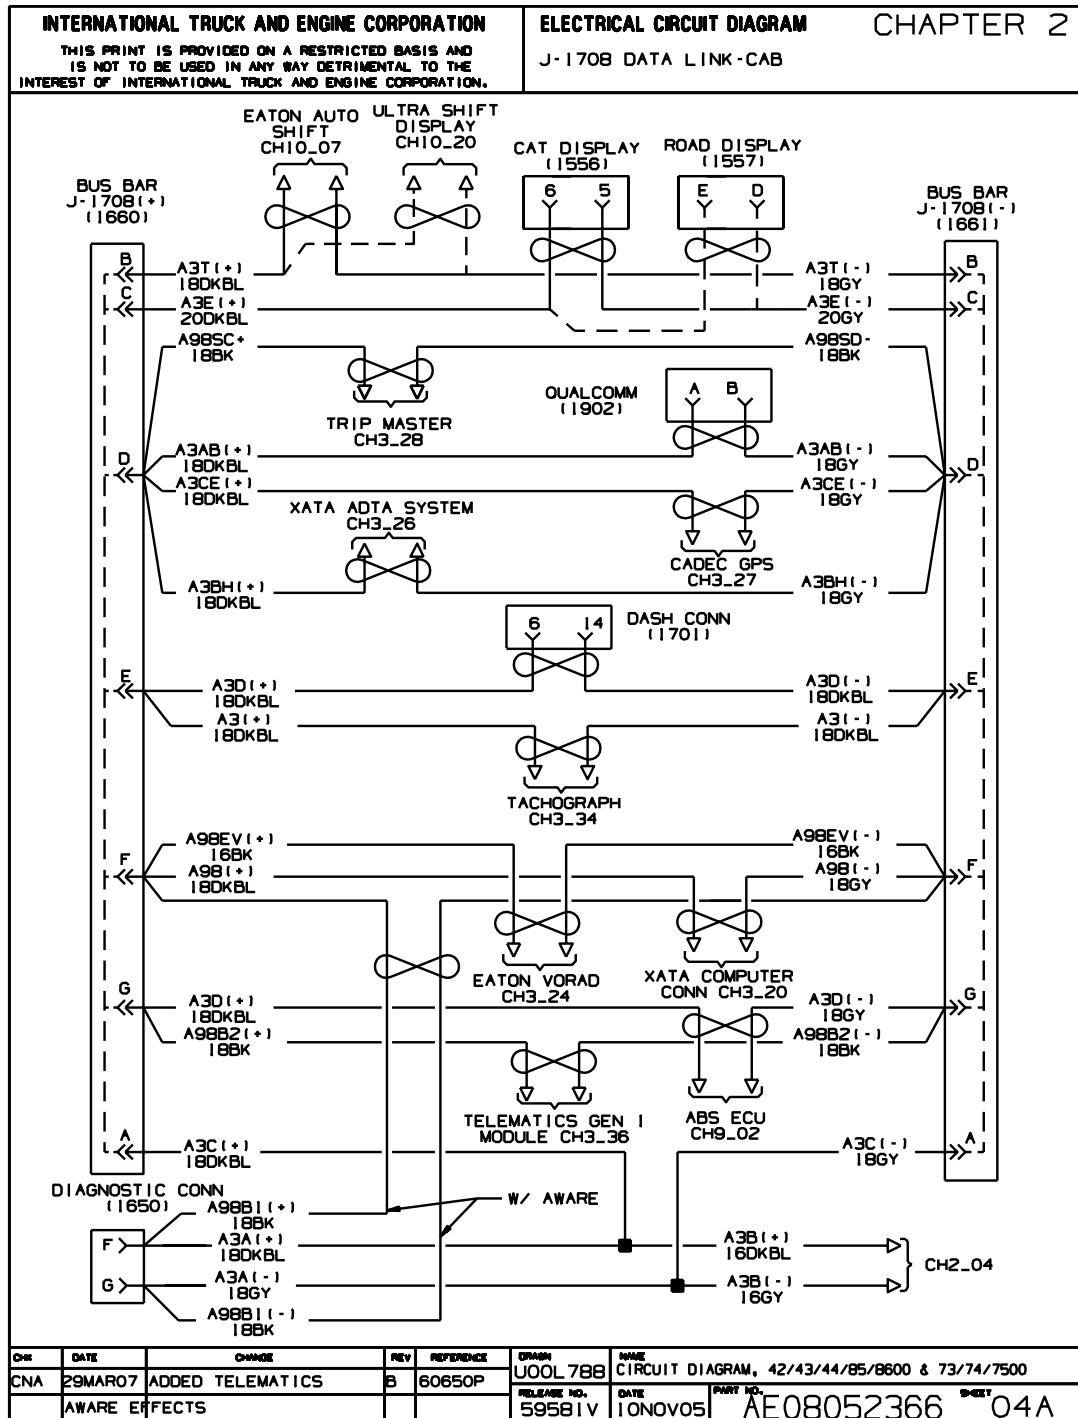 INTERNATIONAL TRUCK AND ENGINE CORPORATION
THIS PRINT IS PROVIDED ON A RESTRICTED BASIS AND
IS NOT TO BE USED IN ANY WAY DETRIMENTAL TO THE
INTEREST OF INTERNATIONAL TRUCK AND ENGINE CORPORATION.
ELECTRICAL CIRCUIT DIAGRAM
CHAPTER 2
J-1708 DATA LINK-CAB
EATON AUTO
SHIFT
CH10_07
ULTRA SHIFT
DISPLAY
CH10_20
CAT DISPLAY
(1556)
ROAD DISPLAY
(1557)
BUS BAR
J-1708(+)
(1660)
6 5
E D
BUS BAR
J-1708(-)
(1661)
B
A3T(+)
18DKBL
A3T(-)
18GY
B
C
A3E(+)
20DKBL
A3E(-)
20GY
C
A98SC+
18BK
A98SD-
18BK
TRIP MASTER
CH3_28
QUALCOMM
(1902)
A B
D
A3AB(+)
18DKBL
A3AB(-)
18GY
D
A3CE(+)
18DKBL
A3CE(-)
18GY
XATA ADTA SYSTEM
CH3_26
CADEC GPS
CH3_27
A3BH(+)
18DKBL
A3BH(-)
18GY
6 14
DASH CONN
(1701)
E
A3D(+)
18DKBL
A3D(-)
18DKBL
E
A3(+)
18DKBL
A3(-)
18DKBL
TACHOGRAPH
CH3_34
A98EV(+)
16BK
A98EV(-)
16BK
F
A98(+)
18DKBL
A98(-)
18GY
F
EATON VORAD
CH3_24
XATA COMPUTER
CONN CH3_20
G
A3D(+)
18DKBL
A3D(-)
18GY
G
A98B2(+)
18BK
A98B2(-)
18BK
TELEMATICS GEN 1
MODULE CH3_36
ABS ECU
CH9_02
A
A3C(+)
18DKBL
A3C(-)
18GY
A
DIAGNOSTIC CONN
(1650)
A98B1(+)
18BK
W/ AWARE
F
A3A(+)
18DKBL
A3B(+)
16DKBL
CH2_04
G
A3A(-)
18GY
A3B(-)
16GY
A98B1(-)
18BK
CHK DATE CHANGE REV REFERENCE
CNA 29MAR07 ADDED TELEMATICS B 60650P
AWARE EFFECTS
DRAWN
U00L788
NAME
CIRCUIT DIAGRAM, 42/43/44/85/8600 & 73/74/7500
RELEASE NO.
59581V
DATE
10NOV05
PART NO.
AE08052366
SHEET
04A